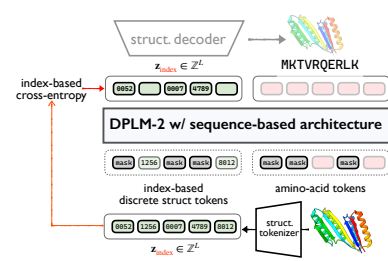 struct. decoder
z_index ∈ ℤ^L
MKTVRQERLK
index-based
cross-entropy
0052 0007 4789
DPLM-2 w/ sequence-based architecture
mask 1256 mask mask 8012
mask mask mask
index-based
discrete struct tokens
amino-acid tokens
0052 1256 0007 4789 8012
struct.
tokenizer
z_index ∈ ℤ^L